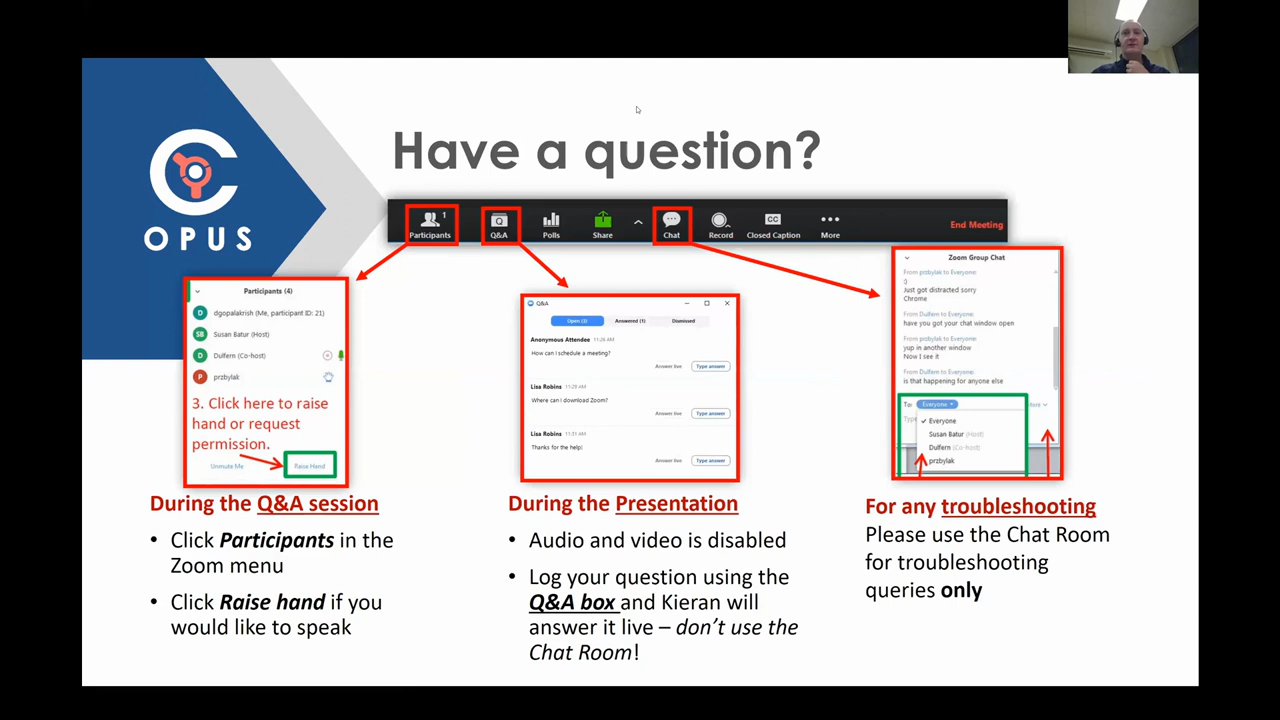 Have a question?
OPUS
1
Participants
Q&A
Polls
Share
Chat
CC
Record
Closed Caption
More
End Meeting
Participants (4)
D dgopalakrish (Me, participant ID: 21)
SB Susan Batur (Host)
D Dulfern (Co-host)
P przbylak
3. Click here to raise
hand or request
permission.
Unmute Me
Raise Hand
Q&A
Open (3)
Answered (1)
Dismissed
Anonymous Attendee 11:26 AM
How can I schedule a meeting?
Answer live
Type answer
Lisa Robins 11:29 AM
Where can I download Zoom?
Answer live
Type answer
Lisa Robins 11:31 AM
Thanks for the help!
Answer live
Type answer
Zoom Group Chat
From przbylak to Everyone:
:)
Just got distracted sorry
Chrome
From Dulfern to Everyone:
have you got your chat window open
From przbylak to Everyone:
yup in another window
Now I see it
From Dulfern to Everyone:
is that happening for anyone else
To: Everyone
Everyone
Susan Batur (Host)
Dulfern (Co-host)
przbylak
During the Q&A session
• Click Participants in the
Zoom menu
• Click Raise hand if you
would like to speak
During the Presentation
• Audio and video is disabled
• Log your question using the
Q&A box and Kieran will
answer it live – don't use the
Chat Room!
For any troubleshooting
Please use the Chat Room
for troubleshooting
queries only